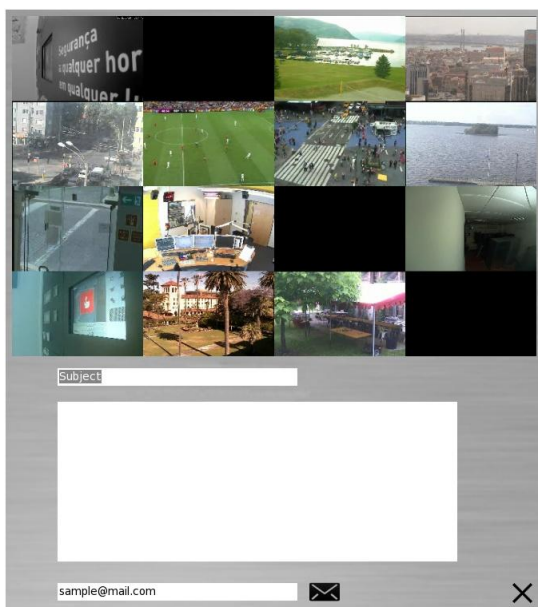 Segurança
a qualquer hor
em qualquer l
Subject
sample@mail.com